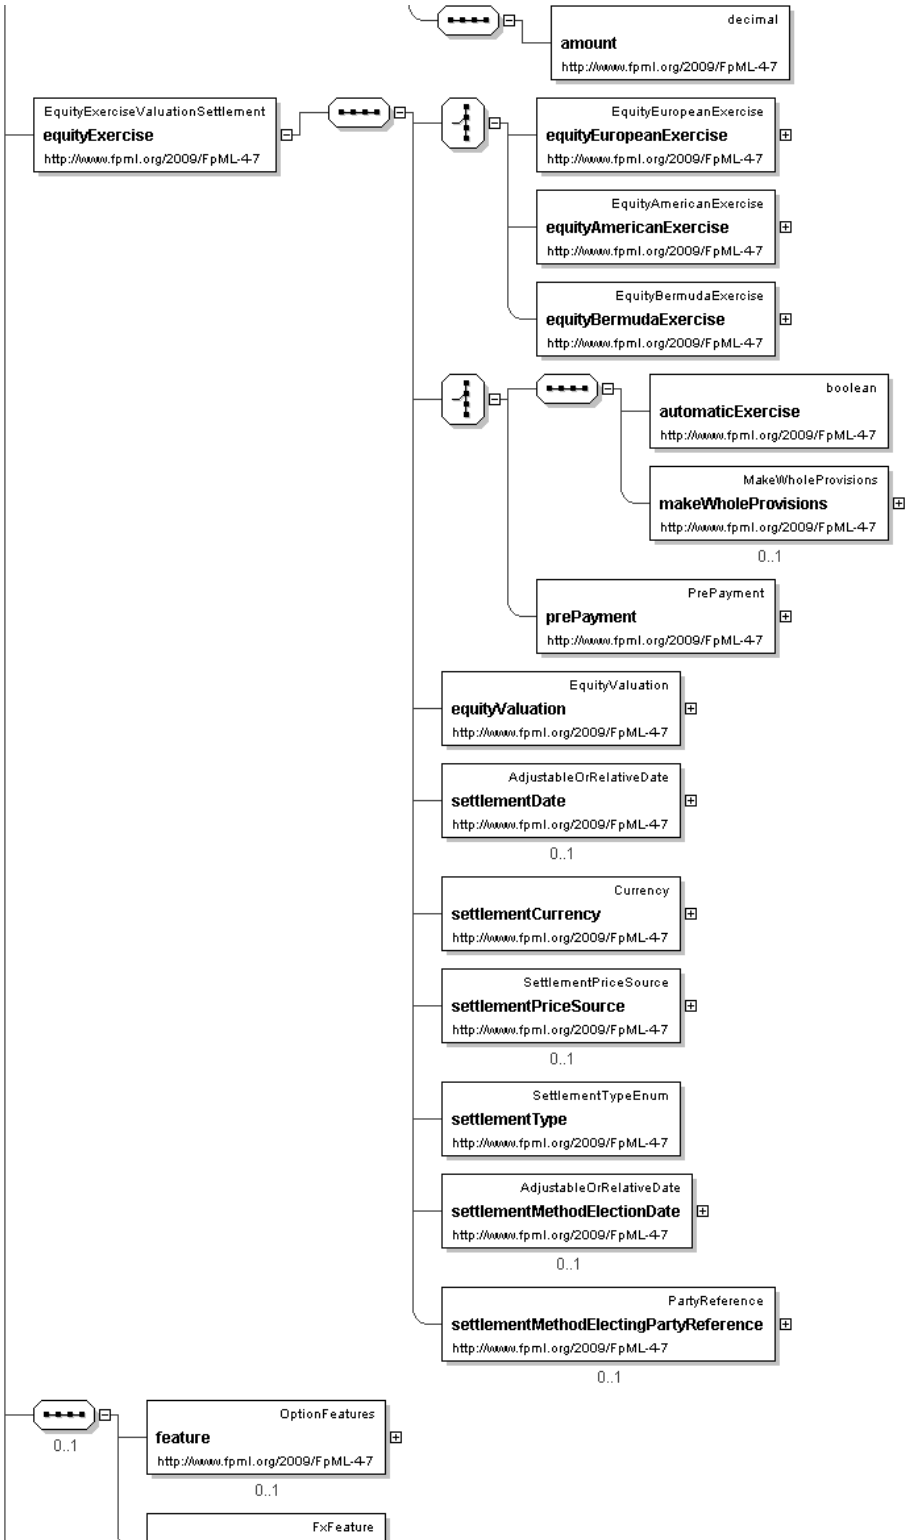 decimal
amount
http://www.fpml.org/2009/FpML-4-7
EquityExerciseValuationSettlement
equityExercise
http://www.fpml.org/2009/FpML-4-7
EquityEuropeanExercise
equityEuropeanExercise
http://www.fpml.org/2009/FpML-4-7
EquityAmericanExercise
equityAmericanExercise
http://www.fpml.org/2009/FpML-4-7
EquityBermudaExercise
equityBermudaExercise
http://www.fpml.org/2009/FpML-4-7
boolean
automaticExercise
http://www.fpml.org/2009/FpML-4-7
MakeWholeProvisions
makeWholeProvisions
http://www.fpml.org/2009/FpML-4-7
0..1
PrePayment
prePayment
http://www.fpml.org/2009/FpML-4-7
EquityValuation
equityValuation
http://www.fpml.org/2009/FpML-4-7
AdjustableOrRelativeDate
settlementDate
http://www.fpml.org/2009/FpML-4-7
0..1
Currency
settlementCurrency
http://www.fpml.org/2009/FpML-4-7
SettlementPriceSource
settlementPriceSource
http://www.fpml.org/2009/FpML-4-7
0..1
SettlementTypeEnum
settlementType
http://www.fpml.org/2009/FpML-4-7
AdjustableOrRelativeDate
settlementMethodElectionDate
http://www.fpml.org/2009/FpML-4-7
0..1
PartyReference
settlementMethodElectingPartyReference
http://www.fpml.org/2009/FpML-4-7
0..1
0..1
OptionFeatures
feature
http://www.fpml.org/2009/FpML-4-7
0..1
FxFeature